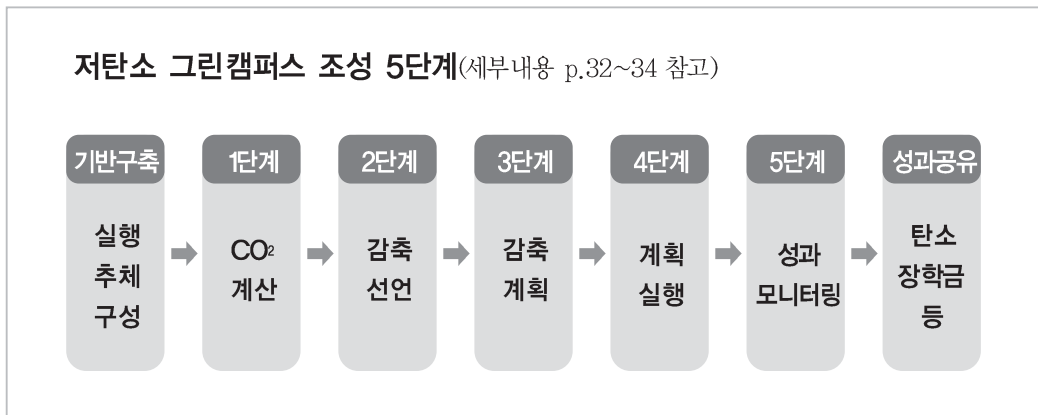 저탄소 그린캠퍼스 조성 5단계(세부내용 p.32~34 참고)
기반구축
실행
추체
구성
1단계
CO²
계산
2단계
감축
선언
3단계
감축
계획
4단계
계획
실행
5단계
성과
모니터링
성과공유
탄소
장학금
등